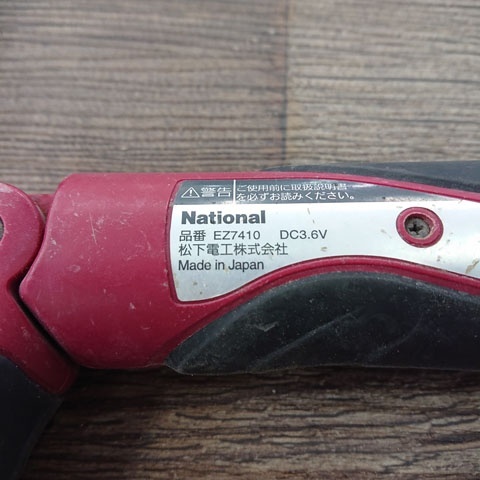 ⚠警告 ご使用前に取扱説明書
を必ずお読みください。
National
品番 EZ7410 DC3.6V
松下電工株式会社
Made in Japan